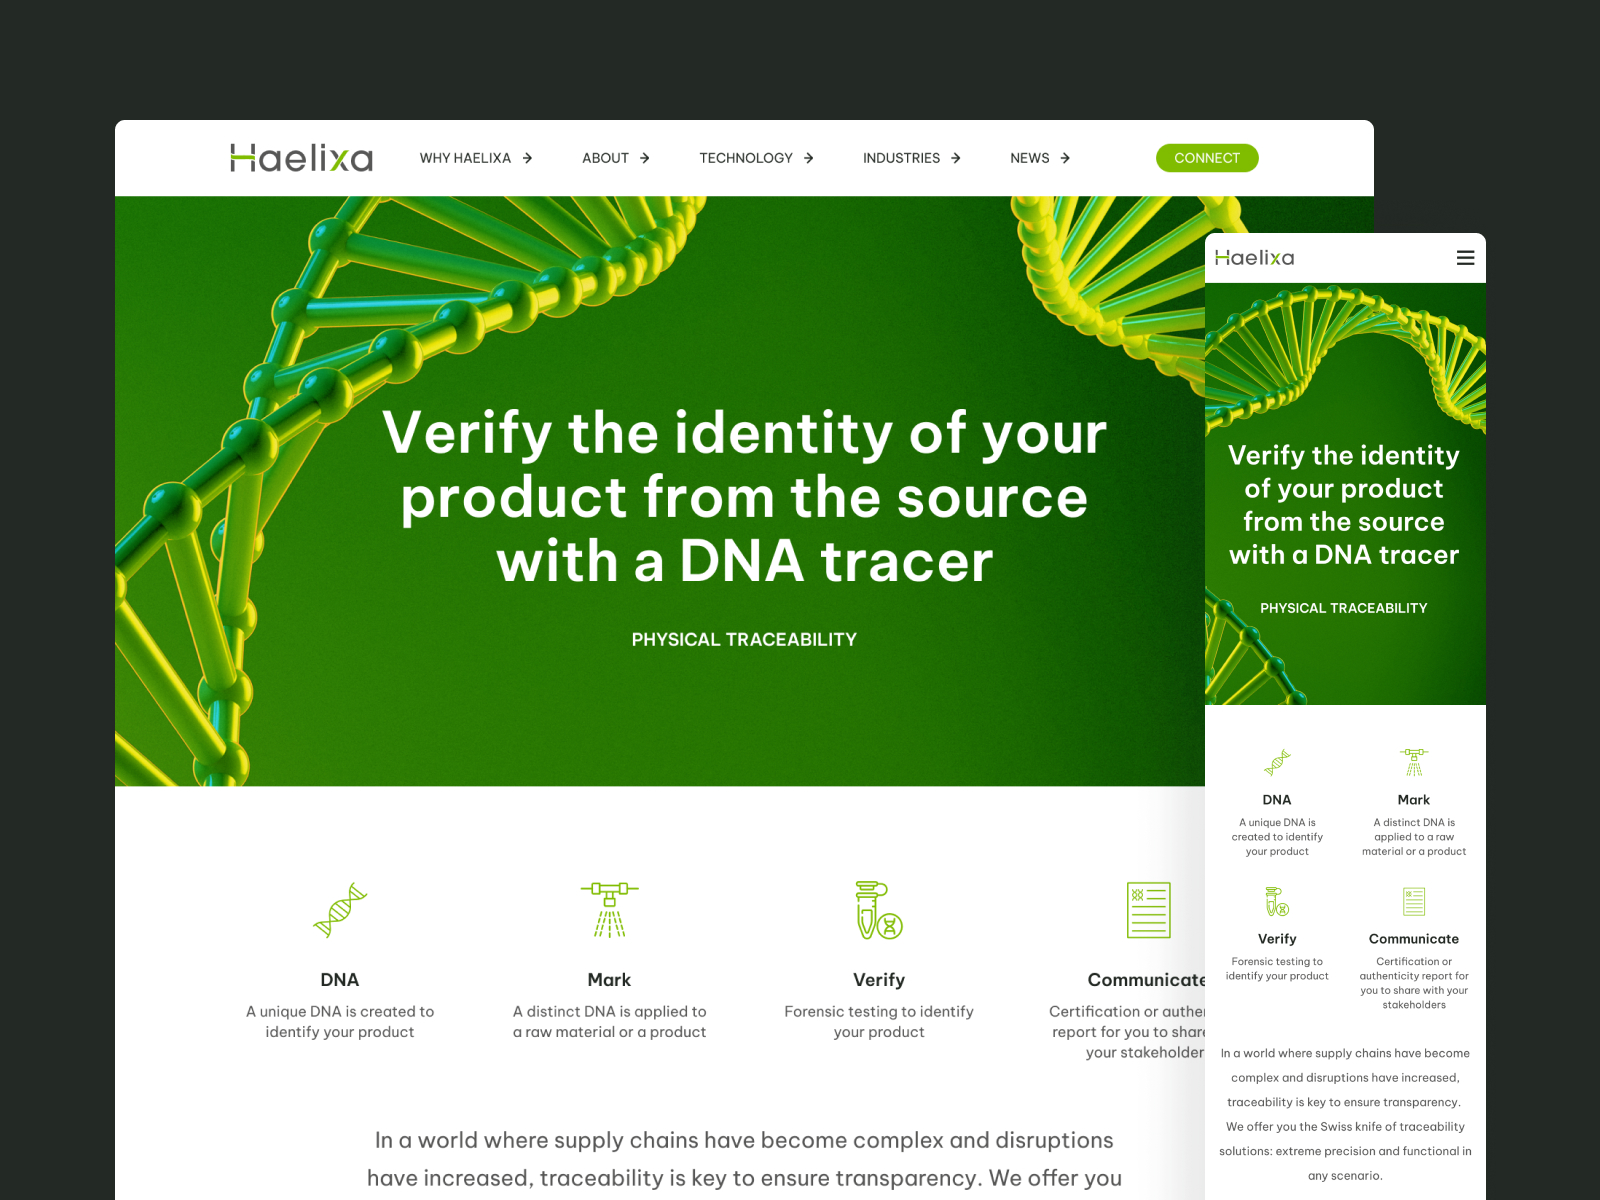 Haelixa
WHY HAELIXA
ABOUT
TECHNOLOGY
INDUSTRIES
NEWS
CONNECT
Verify the identity of your
product from the source
with a DNA tracer
PHYSICAL TRACEABILITY
DNA
A unique DNA is created to
identify your product
Mark
A distinct DNA is applied to
a raw material or a product
Verify
Forensic testing to identify
your product
Communicate
Certification or authen
report for you to share
your stakeholder
In a world where supply chains have become complex and disruptions
have increased, traceability is key to ensure transparency. We offer you
Haelixa
Verify the identity
of your product
from the source
with a DNA tracer
PHYSICAL TRACEABILITY
DNA
A unique DNA is
created to identify
your product
Mark
A distinct DNA is
applied to a raw
material or a product
Verify
Forensic testing to
identify your product
Communicate
Certification or
authenticity report for
you to share with your
stakeholders
In a world where supply chains have become
complex and disruptions have increased,
traceability is key to ensure transparency.
We offer you the Swiss knife of traceability
solutions: extreme precision and functional in
any scenario.